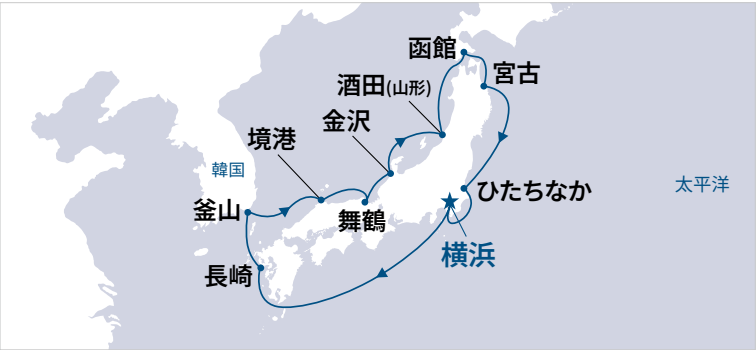 函館
宮古
酒田(山形)
金沢
境港
韓国
太平洋
ひたちなか
釜山
舞鶴
横浜
長崎